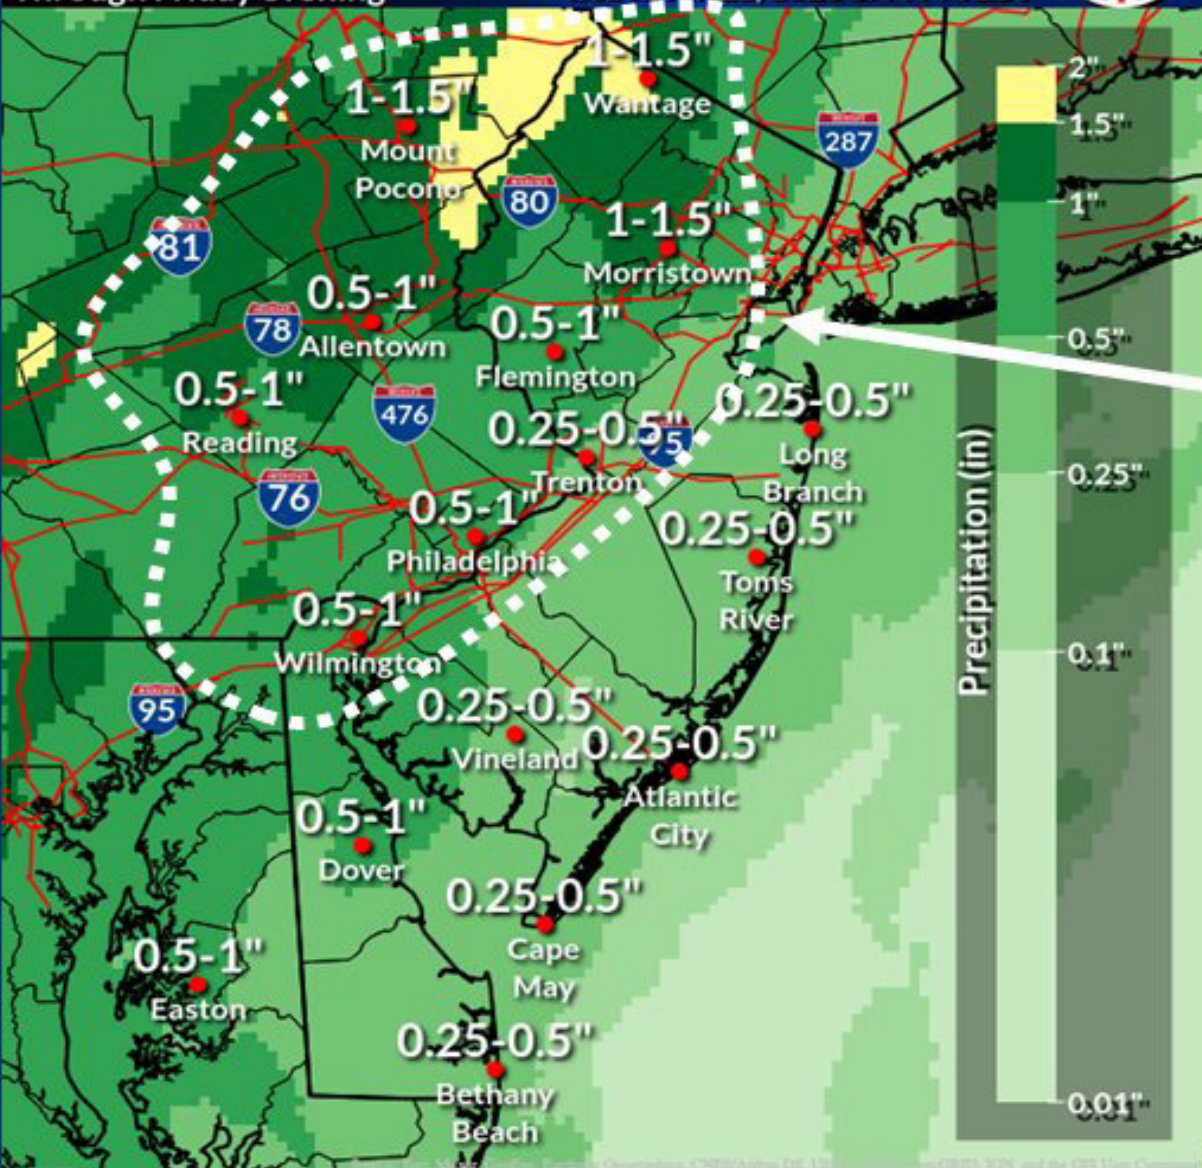 Through Friday Evening
1-1.5"
Wantage
1-1.5"
Mount
Pocono
287
80
1-1.5"
Morristown
81
0.5-1"
Allentown
78
0.5-1"
Flemington
0.5-1"
Reading
476
0.25-0.5"
Trenton
95
0.25-0.5"
Long
Branch
76
0.5-1"
Philadelphia
0.25-0.5"
Toms
River
0.5-1"
Wilmington
95
0.25-0.5"
Vineland
0.25-0.5"
Atlantic
City
0.5-1"
Dover
0.25-0.5"
Cape
May
0.5-1"
Easton
0.25-0.5"
Bethany
Beach
Precipitation (in)
2"
1.5"
1"
0.5"
0.25"
0.1"
0.01"